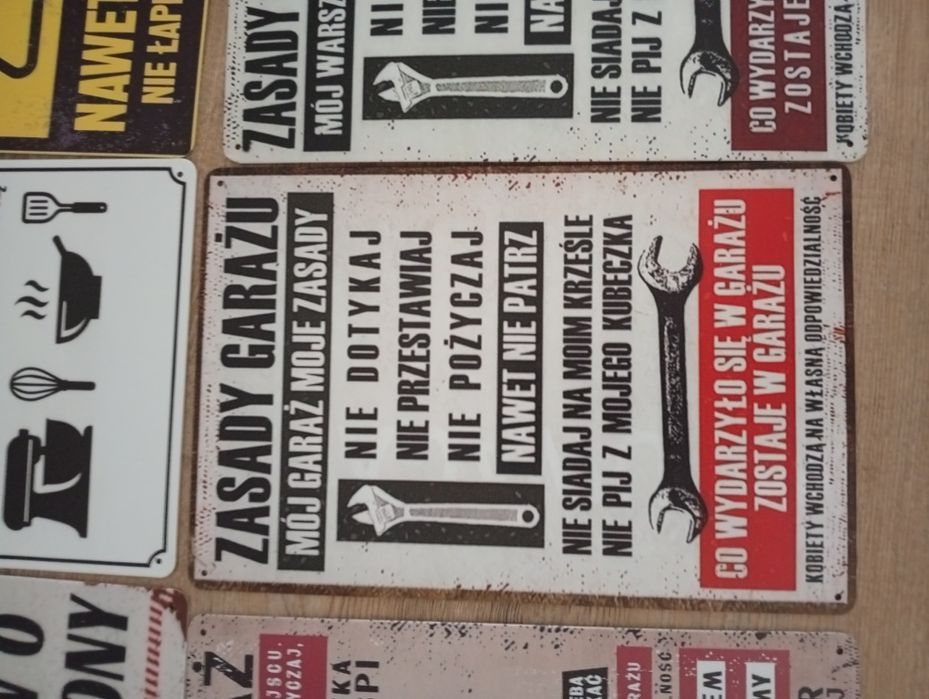 ZASADY GARAŻU
MÓJ GARAŻ MOJE ZASADY
NIE DOTYKAJ
NIE PRZESTAWIAJ
NIE POŻYCZAJ
NAWET NIE PATRZ
NIE SIADAJ NA MOIM KRZEŚLE
NIE PIJ Z MOJEGO KUBECZKA
CO WYDARZYŁO SIĘ W GARAŻU
ZOSTAJE W GARAŻU
KOBIETY WCHODZĄ NA WŁASNĄ ODPOWIEDZIALNOŚĆ
ZASADY
MÓJ WARSZ
NIE SIADAJ
NIE PIJ Z
CO WYDARZY
ZOSTAJE
KOBIETY WCHODZĄ
NAWET
NIE ŁAP